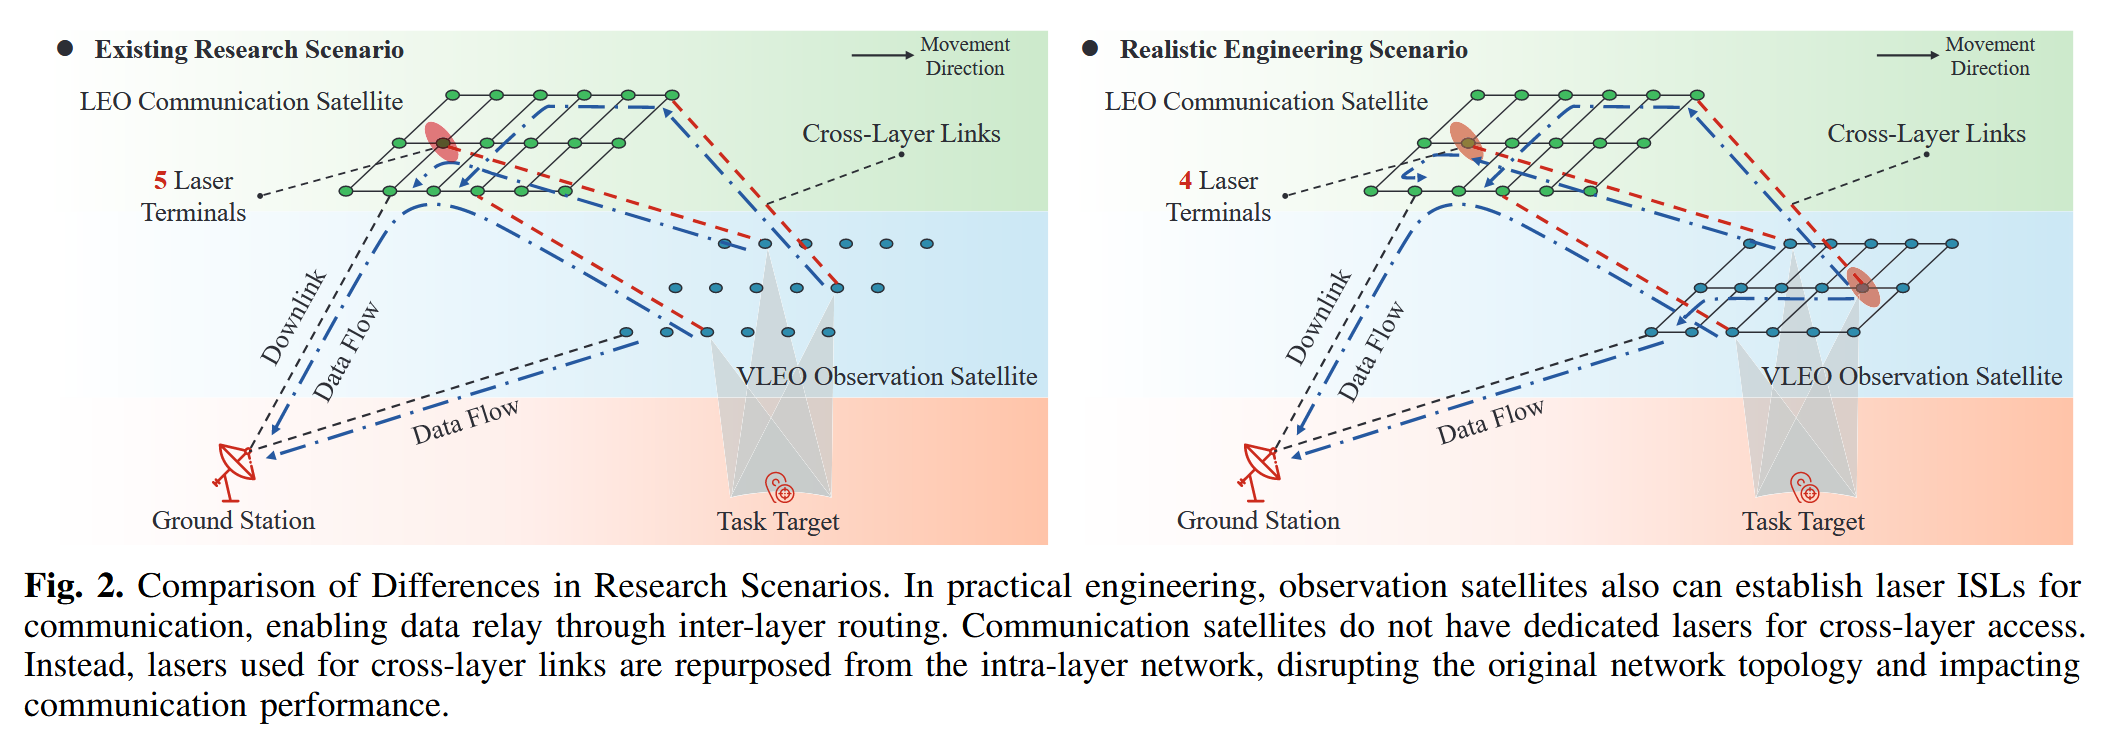 ● Existing Research Scenario
Movement
Direction
LEO Communication Satellite
Cross-Layer Links
5 Laser
Terminals
Downlink
Data Flow
VLEO Observation Satellite
Data Flow
Ground Station
Task Target
● Realistic Engineering Scenario
Movement
Direction
LEO Communication Satellite
Cross-Layer Links
4 Laser
Terminals
Downlink
Data Flow
VLEO Observation Satellite
Data Flow
Ground Station
Task Target
Fig. 2. Comparison of Differences in Research Scenarios. In practical engineering, observation satellites also can establish laser ISLs for
communication, enabling data relay through inter-layer routing. Communication satellites do not have dedicated lasers for cross-layer access.
Instead, lasers used for cross-layer links are repurposed from the intra-layer network, disrupting the original network topology and impacting
communication performance.